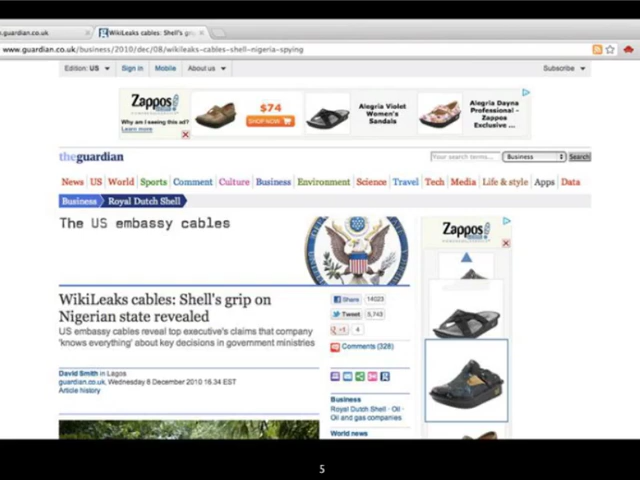 w.guardian.co.uk/
WikiLeaks cables: Shell's gri
www.guardian.co.uk/business/2010/dec/08/wikileaks-cables-shell-nigeria-spying
Edition: US
Sign in
Mobile
About us
Subscribe
Zappos
Why am I seeing this ad?
Learn more
$74
SHOP NOW
Alegria Violet
Women's
Sandals
Alegria Dayna
Professional -
Zappos
Exclusive ...
theguardian
Your search terms...
Business
Search
News US World Sports Comment Culture Business Environment Science Travel Tech Media Life & style Apps Data
Business
Royal Dutch Shell
The US embassy cables
Zappos
WikiLeaks cables: Shell's grip on
Nigerian state revealed
US embassy cables reveal top executive's claims that company
'knows everything' about key decisions in government ministries
David Smith in Lagos
guardian.co.uk, Wednesday 8 December 2010 16.34 EST
Article history
Share 14023
Tweet 5,743
+1 4
Comments (328)
Business
Royal Dutch Shell · Oil ·
Oil and gas companies
World news
5